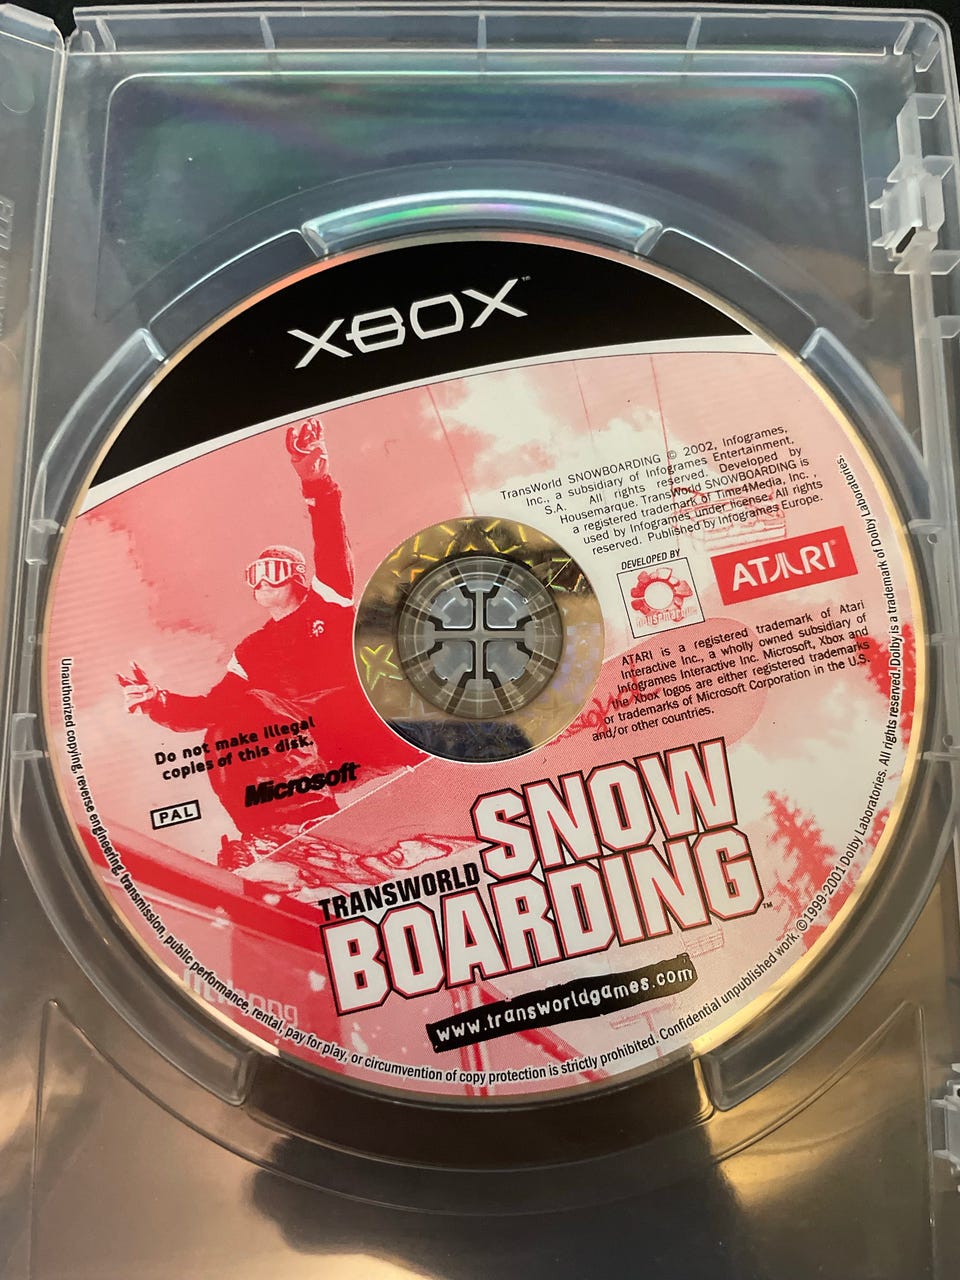 XBOX™
TransWorld SNOWBOARDING © 2002, Infogrames,
Inc., a subsidiary of Infogrames Entertainment,
S.A. All rights reserved. Developed by
Housemarque. TransWorld SNOWBOARDING is
a registered trademark of Time4Media, Inc.,
used by Infogrames under license. All rights
reserved. Published by Infogrames Europe.
DEVELOPED BY
housemarque
ATARI®
ATARI is a registered trademark of Atari
Interactive Inc., a wholly owned subsidiary of
Infogrames Interactive Inc. Microsoft, Xbox and
the Xbox logos are either registered trademarks
or trademarks of Microsoft Corporation in the U.S.
and/or other countries.
Do not make illegal
copies of this disk.
Microsoft
PAL
TRANSWORLD SNOW
BOARDING™
www.transworldgames.com
Unauthorized copying, reverse engineering, transmission, public performance, rental, pay for play, or circumvention of copy protection is strictly prohibited. Confidential unpublished work, ©1999-2001 Dolby Laboratories. All rights reserved. Dolby is a trademark of Dolby Laboratories.